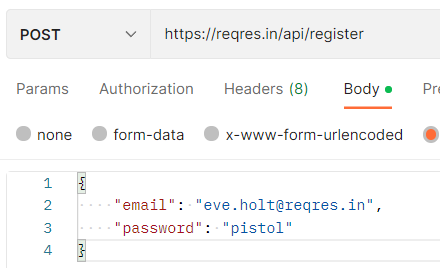 POST https://reqres.in/api/register
Params Authorization Headers (8) Body Pre
none form-data x-www-form-urlencoded
1 {
2 "email": "eve.holt@reqres.in",
3 "password": "pistol"
4 }